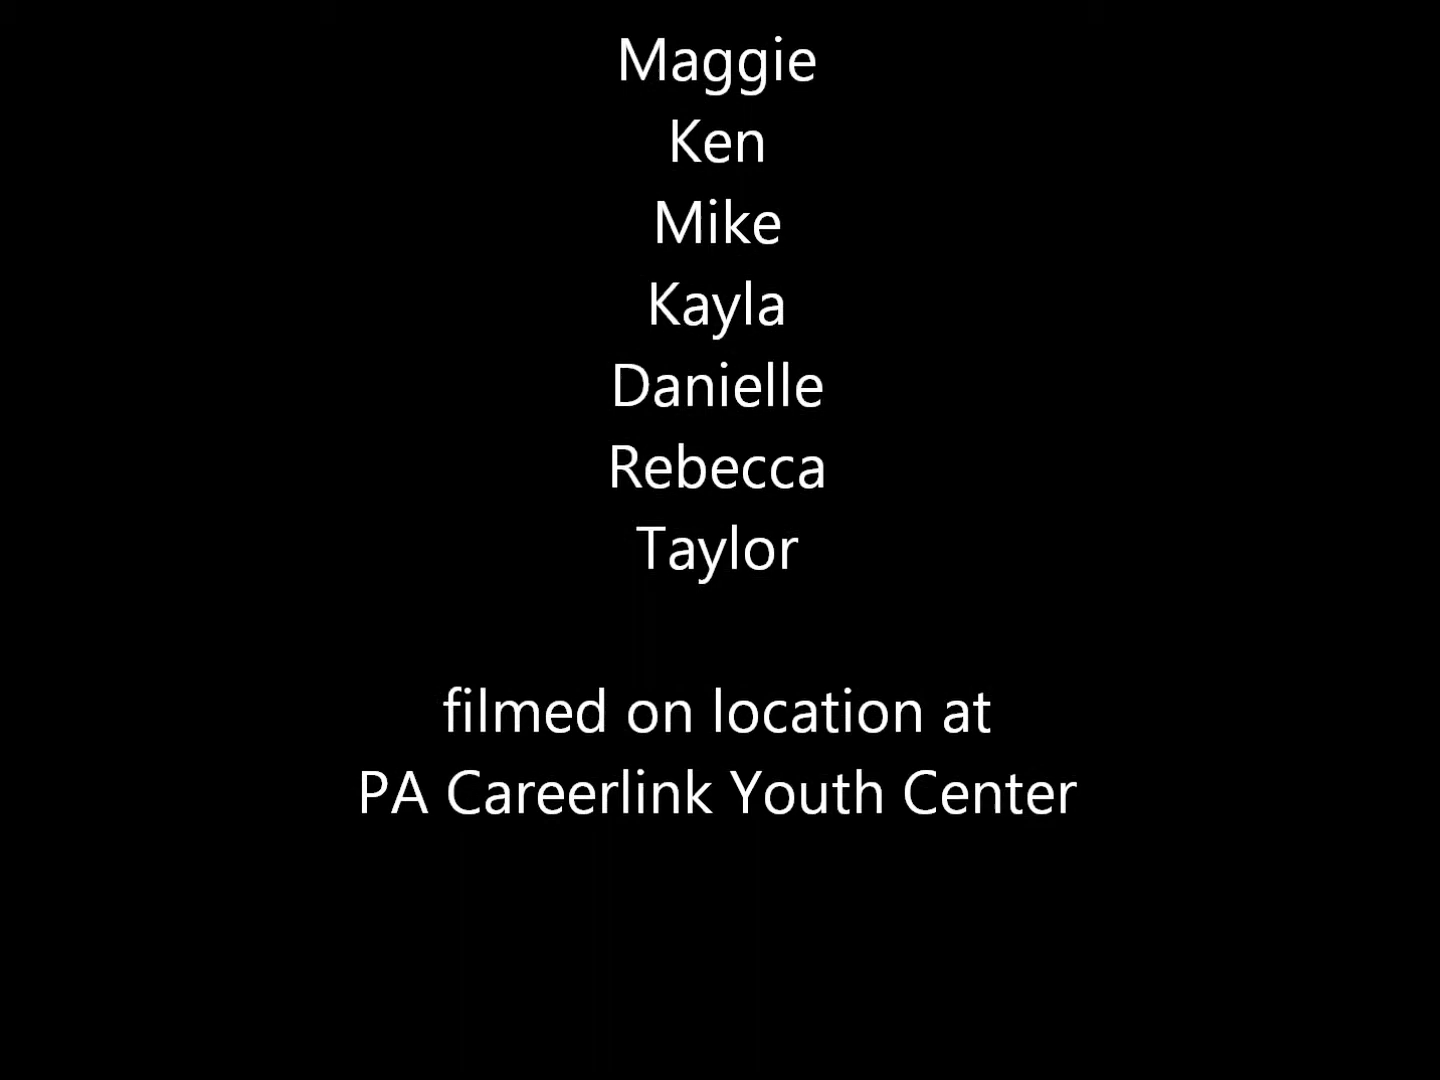 Maggie
Ken
Mike
Kayla
Danielle
Rebecca
Taylor
filmed on location at
PA Careerlink Youth Center